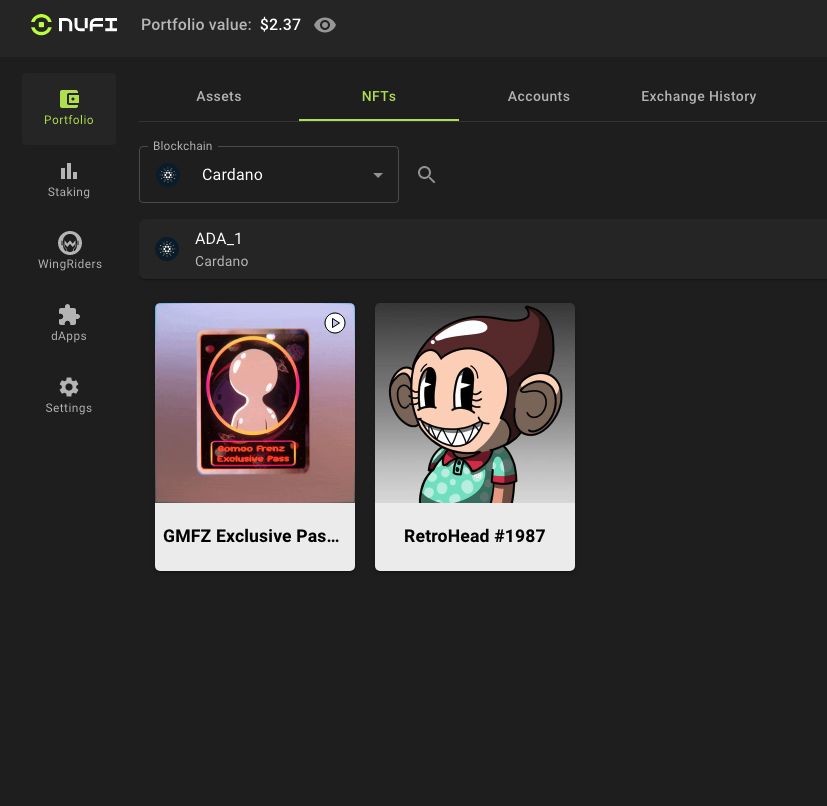 NUFI
Portfolio value: $2.37
Portfolio
Staking
WingRiders
dApps
Settings
Assets
NFTs
Accounts
Exchange History
Blockchain
Cardano
ADA_1
Cardano
Gomoo Frenz
Exclusive Pass
GMFZ Exclusive Pas...
RetroHead #1987